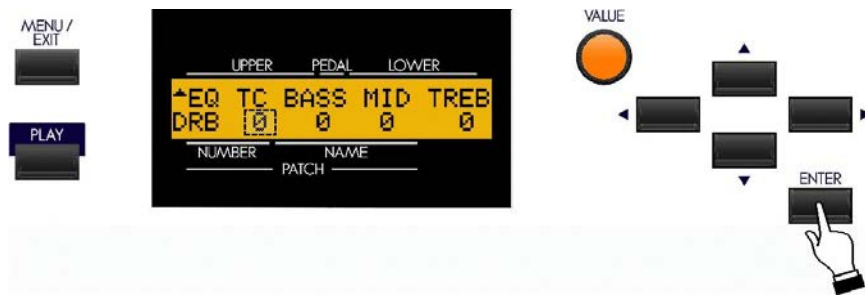 MENU /
EXIT
PLAY
UPPER PEDAL LOWER
EQ TC BASS MID TREB
DRB 0 0 0 0
NUMBER NAME
PATCH
VALUE
ENTER